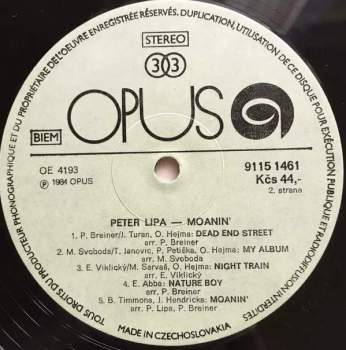 TOUS DROITS DU PRODUCTEUR PHONOGRAPHIQUE ET DU PROPRIÉTAIRE DE L'OEUVRE ENREGISTRÉE RÉSERVÉS. DUPLICATION, UTILISATION DE CE DISQUE POUR EXÉCUTION PUBLIQUE ET RADIODIFFUSION INTERDITES
STEREO
33
OPUS
BIEM
OE 4193
℗ 1984 OPUS
9115 1461
Kčs 44,-
2. strana
PETER LIPA — MOANIN'
1. P. Breiner/J. Turan, O. Hejma: DEAD END STREET
arr. P. Breiner
2. M. Svoboda/T. Janovic, P. Petiška, O. Hejma: MY ALBUM
arr. M. Svoboda
3. E. Viklický/M. Sarvaš, O. Hejma: NIGHT TRAIN
arr. E. Viklický
4. E. Abba: NATURE BOY
arr. P. Breiner
5. B. Timmons, J. Hendricks: MOANIN'
arr. P. Lipa, P. Breiner
MADE IN CZECHOSLOVAKIA